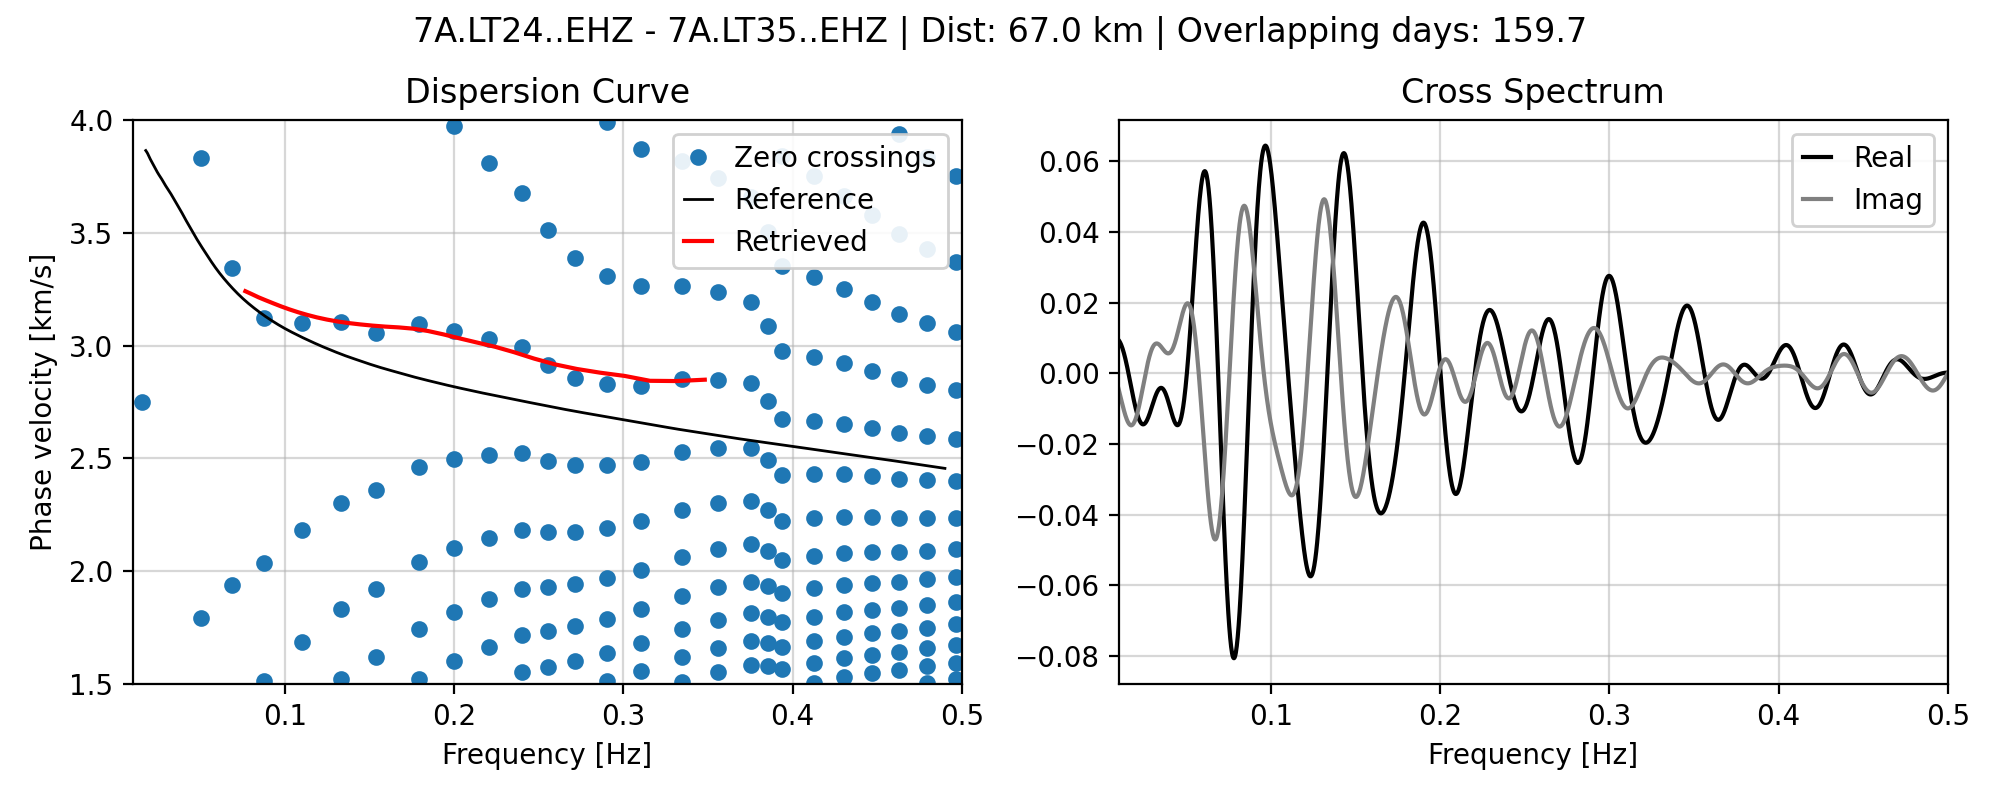 7A.LT24..EHZ - 7A.LT35..EHZ | Dist: 67.0 km | Overlapping days: 159.7
Dispersion Curve
4.0
3.5
3.0
2.5
2.0
1.5
Phase velocity [km/s]
0.1 0.2 0.3 0.4 0.5
Frequency [Hz]
Zero crossings
Reference
Retrieved
Cross Spectrum
0.06
0.04
0.02
0.00
−0.02
−0.04
−0.06
−0.08
0.1 0.2 0.3 0.4 0.5
Frequency [Hz]
Real
Imag